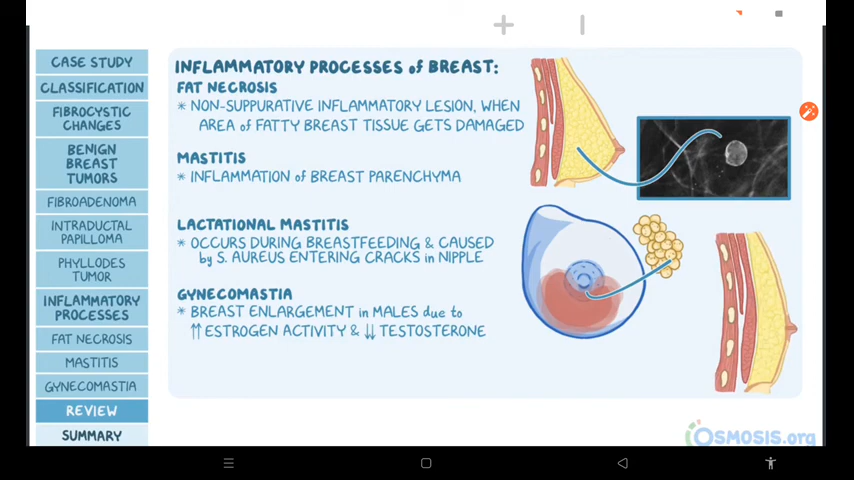 CASE STUDY
CLASSIFICATION
FIBROCYSTIC
CHANGES
BENIGN
BREAST
TUMORS
FIBROADENOMA
INTRADUCTAL
PAPILLOMA
PHYLLODES
TUMOR
INFLAMMATORY
PROCESSES
FAT NECROSIS
MASTITIS
GYNECOMASTIA
REVIEW
SUMMARY
INFLAMMATORY PROCESSES of BREAST:
FAT NECROSIS
* NON-SUPPURATIVE INFLAMMATORY LESION, WHEN
AREA of FATTY BREAST TISSUE GETS DAMAGED
MASTITIS
* INFLAMMATION of BREAST PARENCHYMA
LACTATIONAL MASTITIS
* OCCURS DURING BREASTFEEDING & CAUSED
by S. AUREUS ENTERING CRACKS in NIPPLE
GYNECOMASTIA
* BREAST ENLARGEMENT in MALES due to
↑↑ ESTROGEN ACTIVITY & ↓↓ TESTOSTERONE
OSMOSIS.org